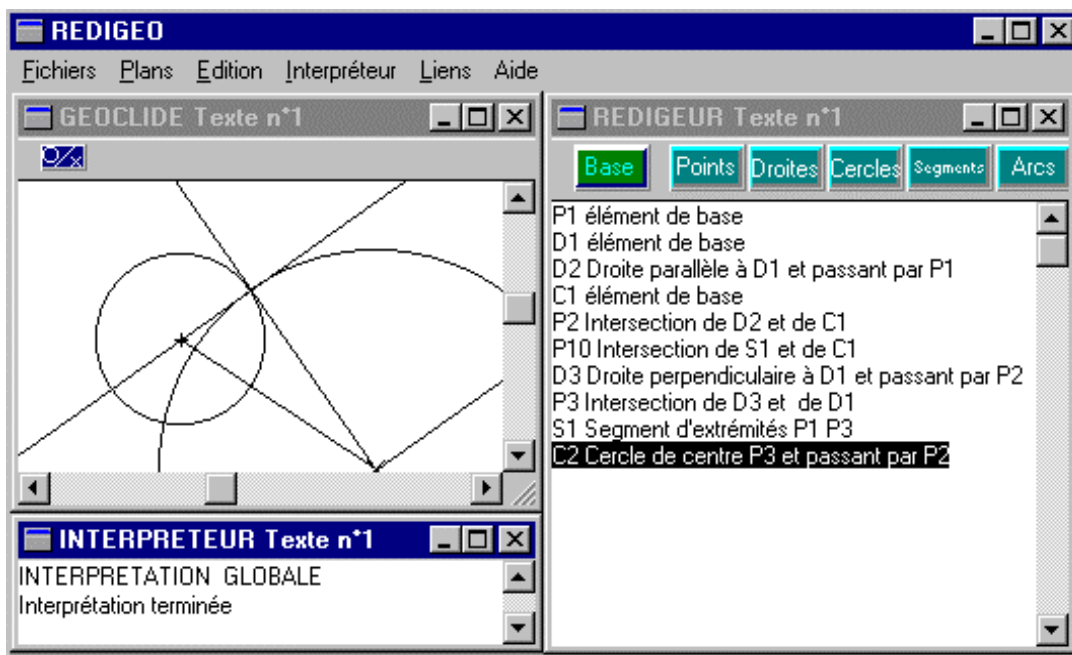 REDIGEO
Fichiers Plans Edition Interpréteur Liens Aide
GEOCLIDE Texte n°1
REDIGEUR Texte n°1
Base Points Droites Cercles Segments Arcs
P1 élément de base
D1 élément de base
D2 Droite parallèle à D1 et passant par P1
C1 élément de base
P2 Intersection de D2 et de C1
P10 Intersection de S1 et de C1
D3 Droite perpendiculaire à D1 et passant par P2
P3 Intersection de D3 et de D1
S1 Segment d'extrémités P1 P3
C2 Cercle de centre P3 et passant par P2
INTERPRETEUR Texte n°1
INTERPRETATION GLOBALE
Interprétation terminée